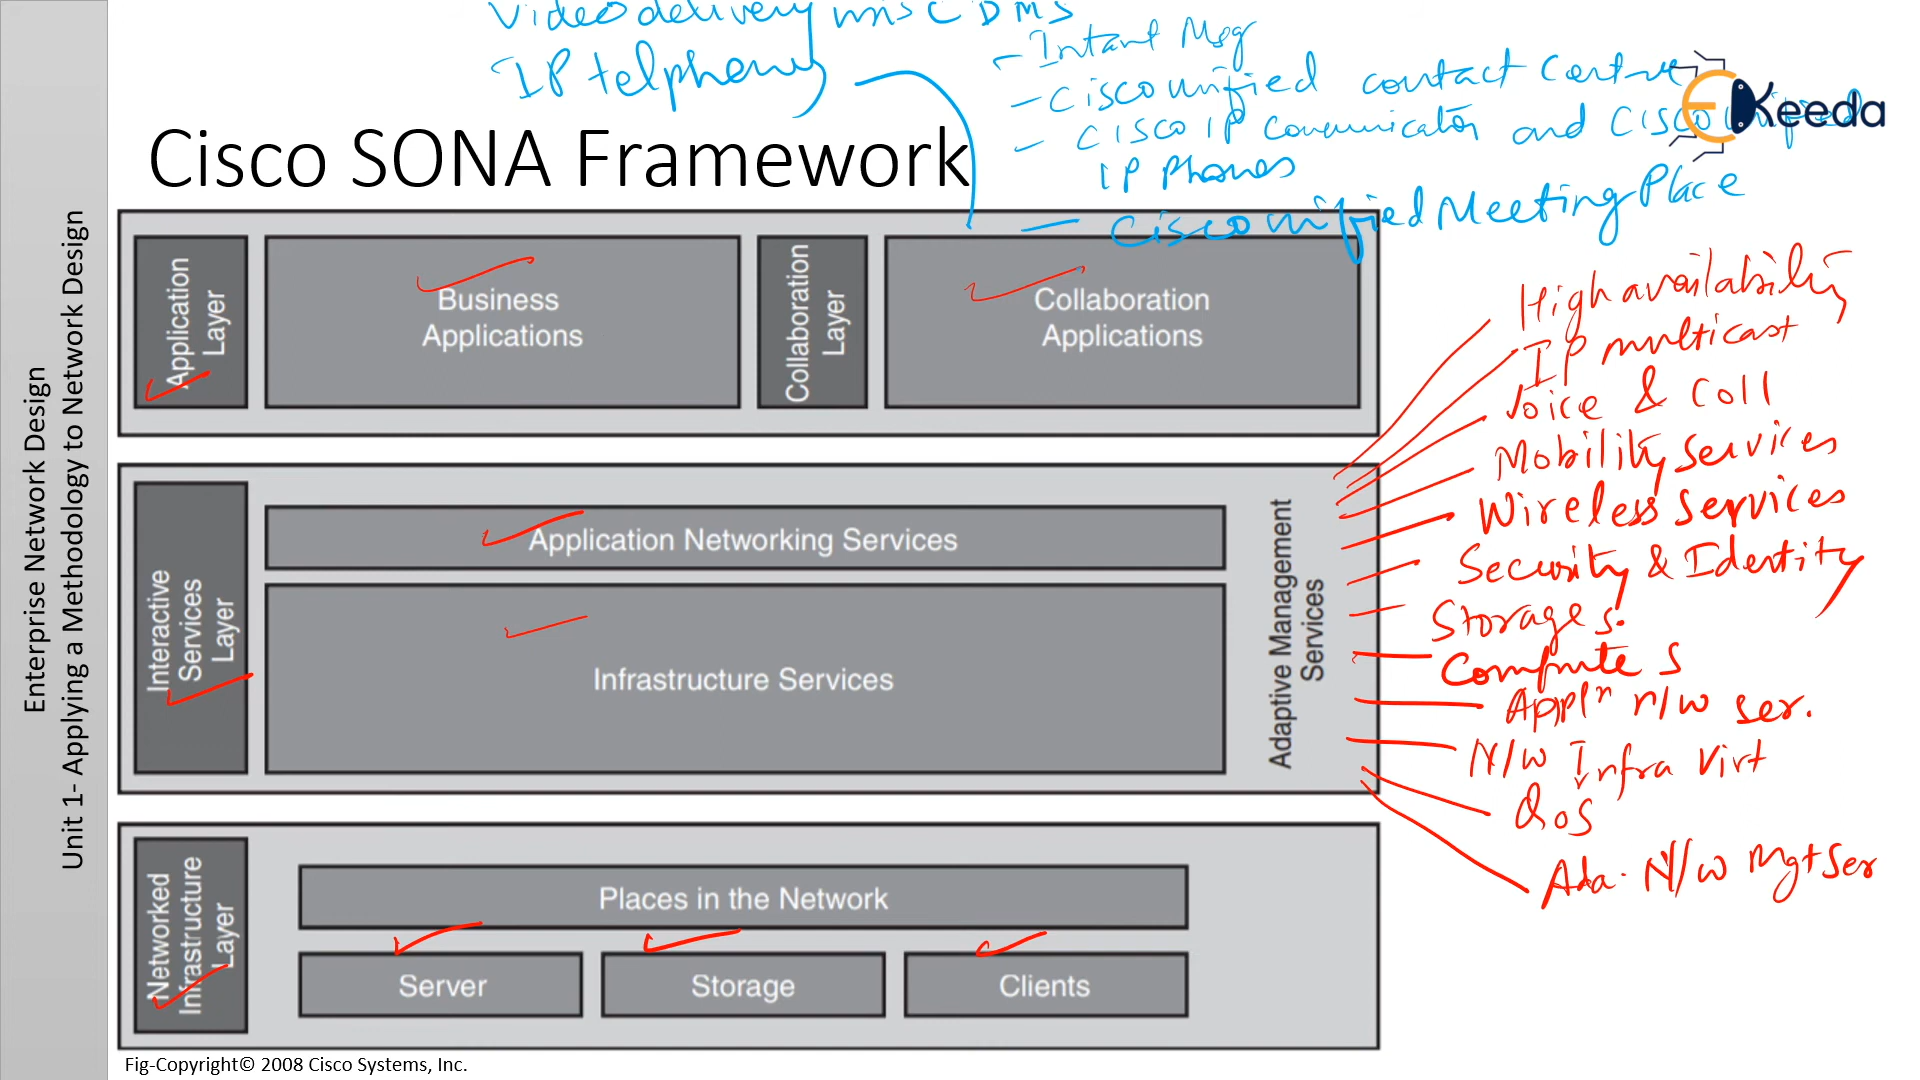 Video delivery using CDMS
IP telphony
- Intant Msg
- Cisco unified contact Centre
- CISCO IP communicator and Cisco unified
IP Phones
- Cisco unified Meeting Place
Keeda
Cisco SONA Framework
Enterprise Network Design
Unit 1- Applying a Methodology to Network Design
Application
Layer
Business
Applications
Collaboration
Layer
Collaboration
Applications
Interactive
Services
Layer
Application Networking Services
Infrastructure Services
Adaptive Management
Services
High availability
IP multicast
Voice & Coll
Mobility Services
Wireless Services
Security & Identity
Storage S.
Compute S
Appln n/w ser.
N/w Infra Virt
QoS
Ada. N/w Mgt Ser
Networked
Infrastructure
Layer
Places in the Network
Server
Storage
Clients
Fig-Copyright© 2008 Cisco Systems, Inc.